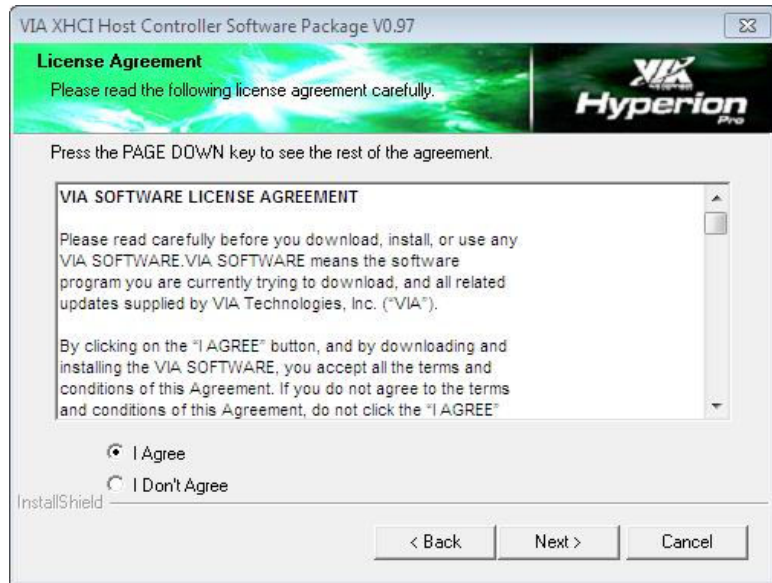 VIA XHCI Host Controller Software Package V0.97
License Agreement
Please read the following license agreement carefully.
VIA
Hyperion
Pro
Press the PAGE DOWN key to see the rest of the agreement.
VIA SOFTWARE LICENSE AGREEMENT
Please read carefully before you download, install, or use any
VIA SOFTWARE.VIA SOFTWARE means the software
program you are currently trying to download, and all related
updates supplied by VIA Technologies, Inc. (“VIA”).
By clicking on the “I AGREE” button, and by downloading and
installing the VIA SOFTWARE, you accept all the terms and
conditions of this Agreement. If you do not agree to the terms
and conditions of this Agreement, do not click the “I AGREE”
I Agree
I Don't Agree
InstallShield
< Back
Next >
Cancel